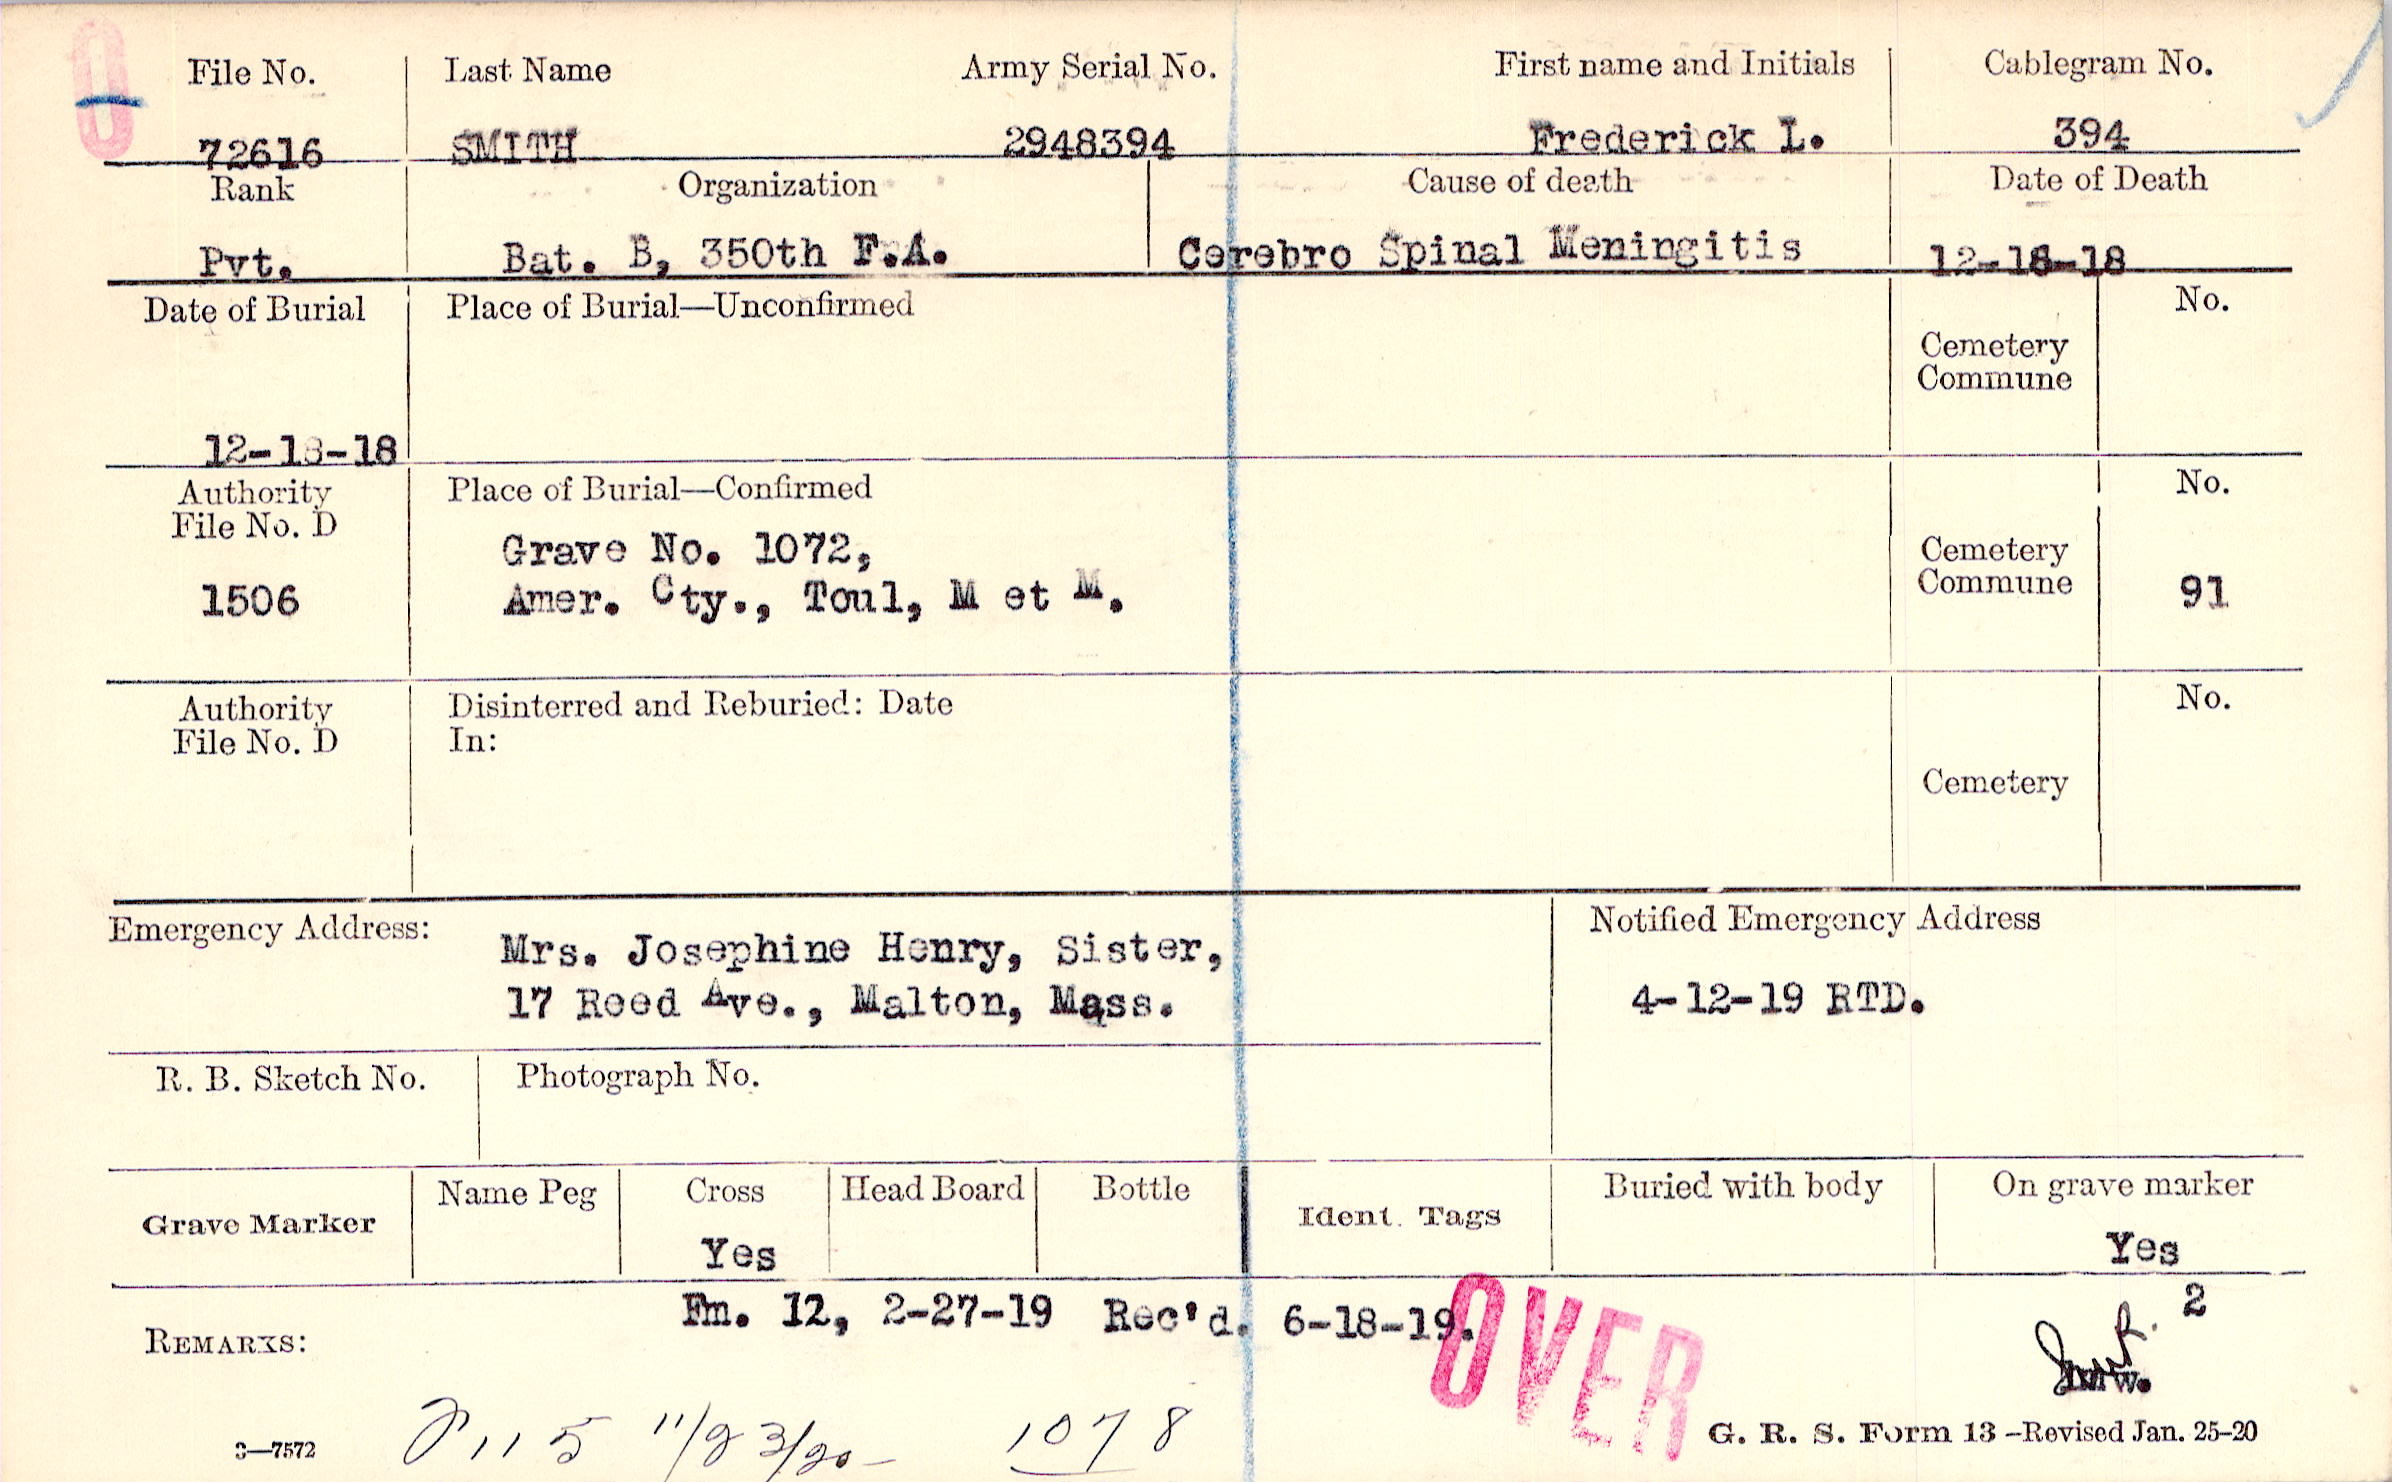 File No. Last Name Army Serial No. First name and Initials Cablegram No.
72616 SMITH 2948394 Frederick L. 394
Rank Organization Cause of death Date of Death
Pvt. Bat. B, 350th F.A. Cerebro Spinal Meningitis 12-16-18
Date of Burial Place of Burial—Unconfirmed No.
Cemetery
Commune
12-18-18
Authority Place of Burial—Confirmed No.
File No. D
Grave No. 1072, Cemetery
1506 Amer. Cty., Toul, M et M. Commune 91
Authority Disinterred and Reburied: Date No.
File No. D In:
Cemetery
Emergency Address: Notified Emergency Address
Mrs. Josephine Henry, Sister,
17 Reed Ave., Malton, Mass. 4-12-19 RTD.
R. B. Sketch No. Photograph No.
Grave Marker Name Peg Cross Head Board Bottle Ident. Tags Buried with body On grave marker
Yes Yes
Fm. 12, 2-27-19 Rec'd. 6-18-19. 2
REMARKS:
OVER
115 11/23/20 1078
3—7572 G. R. S. Form 13—Revised Jan. 25-20